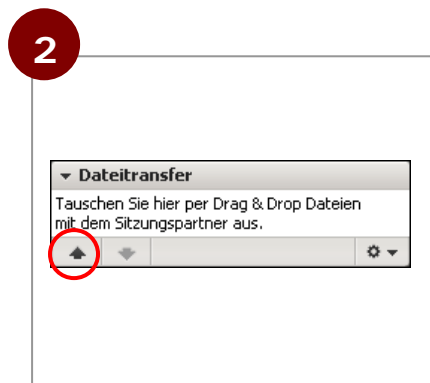 2
Dateitransfer
Tauschen Sie hier per Drag & Drop Dateien
mit dem Sitzungspartner aus.